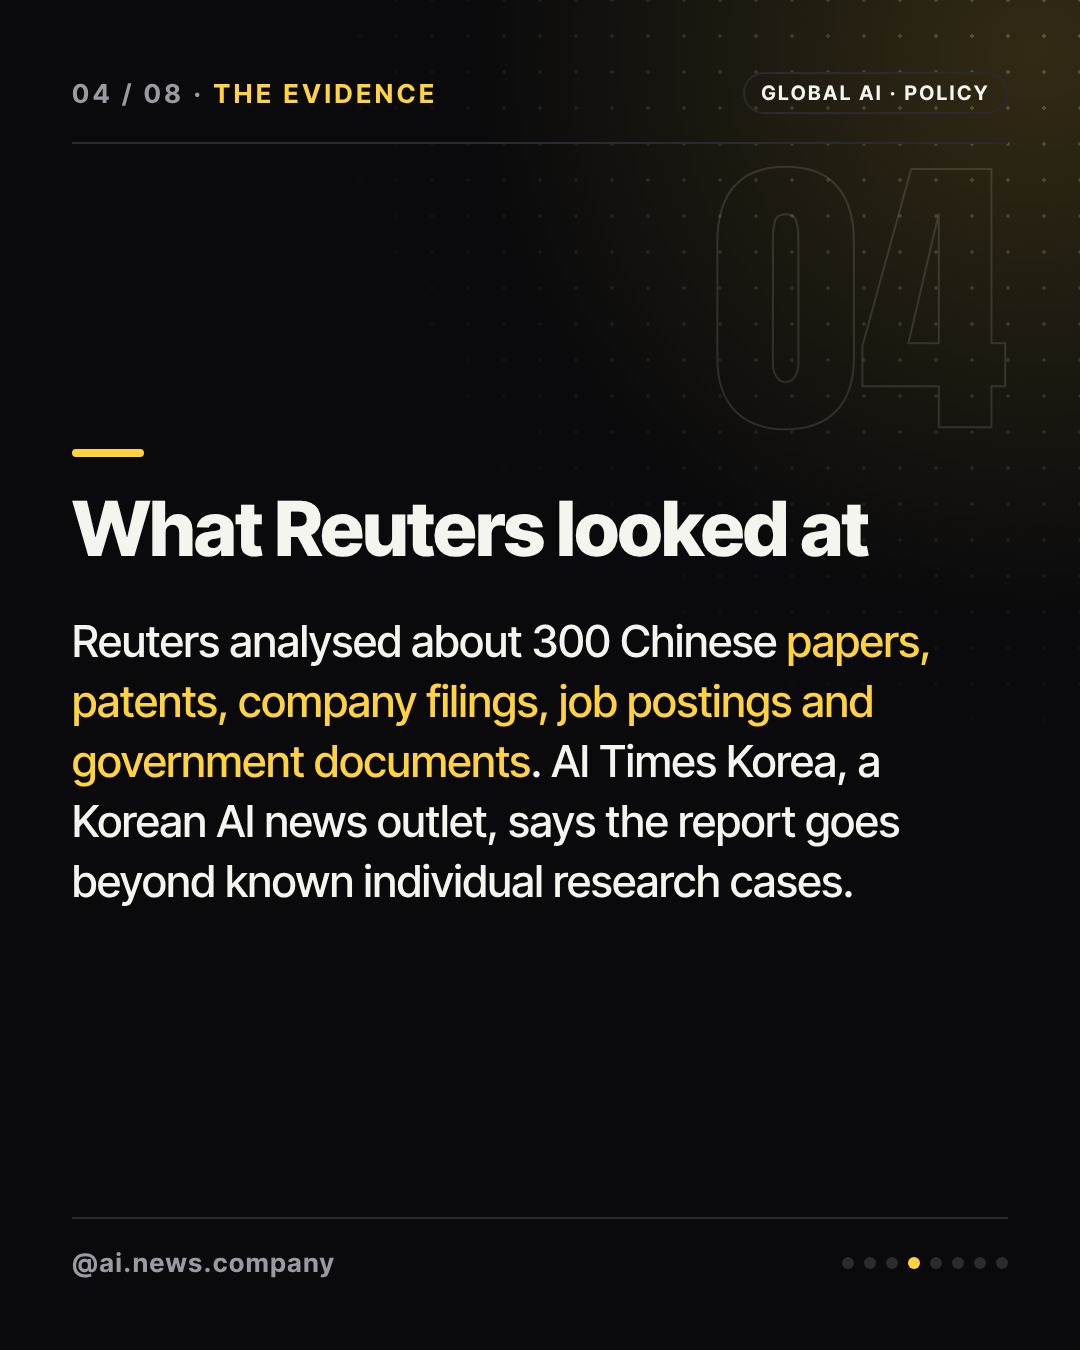 04 / 08 · THE EVIDENCE
GLOBAL AI · POLICY
04
What Reuters looked at
Reuters analysed about 300 Chinese papers,
patents, company filings, job postings and
government documents. AI Times Korea, a
Korean AI news outlet, says the report goes
beyond known individual research cases.
@ai.news.company